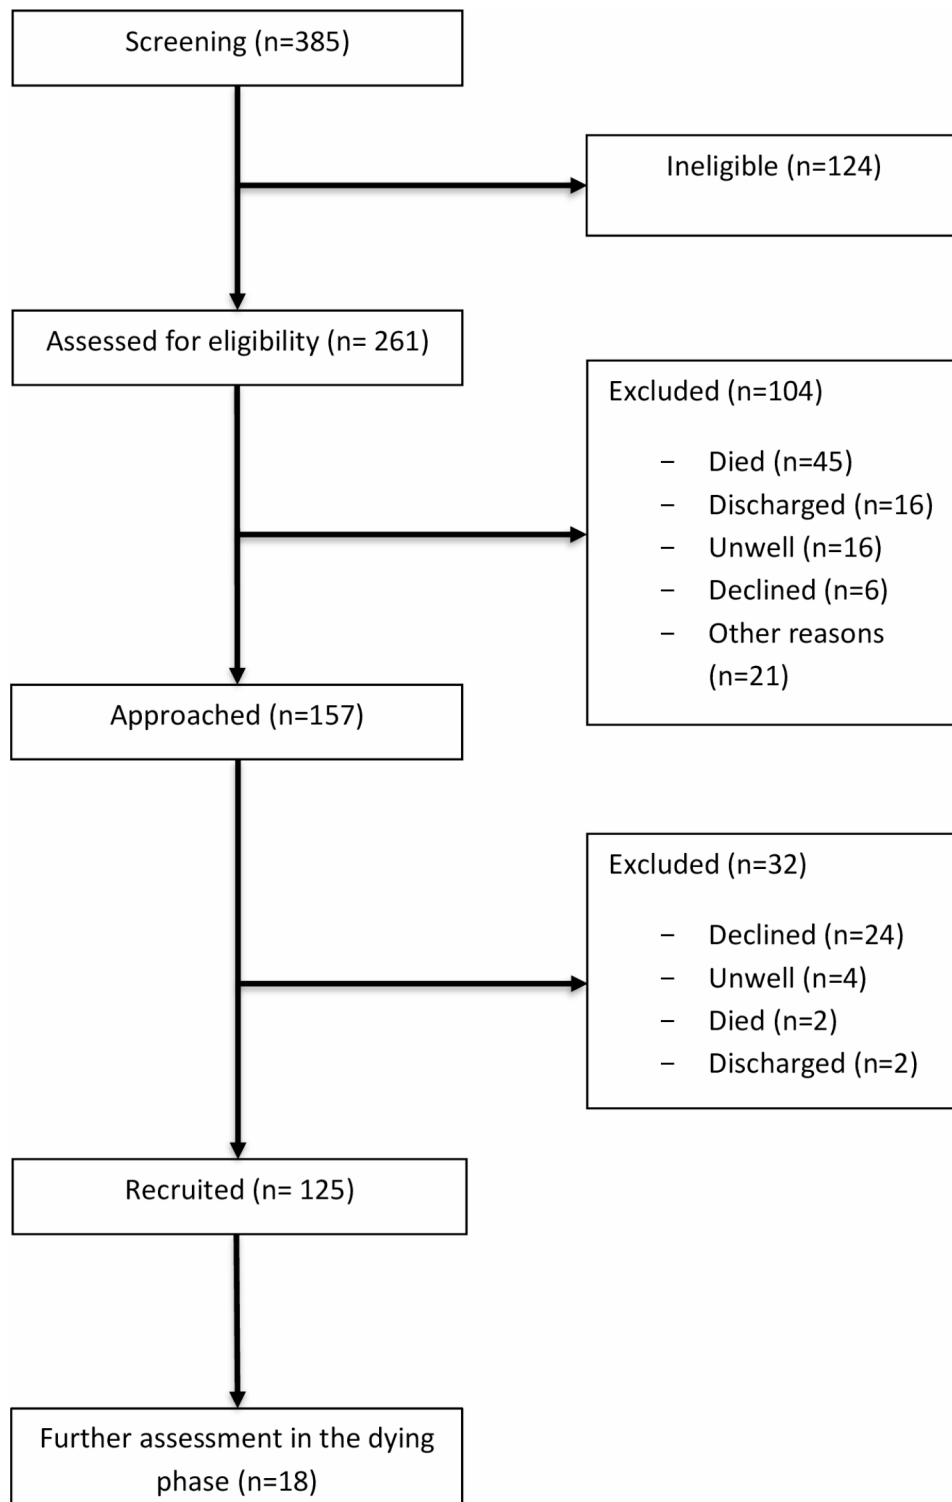 Screening (n=385)
Ineligible (n=124)
Assessed for eligibility (n= 261)
Excluded (n=104)
− Died (n=45)
− Discharged (n=16)
− Unwell (n=16)
− Declined (n=6)
− Other reasons
(n=21)
Approached (n=157)
Excluded (n=32)
− Declined (n=24)
− Unwell (n=4)
− Died (n=2)
− Discharged (n=2)
Recruited (n= 125)
Further assessment in the dying
phase (n=18)